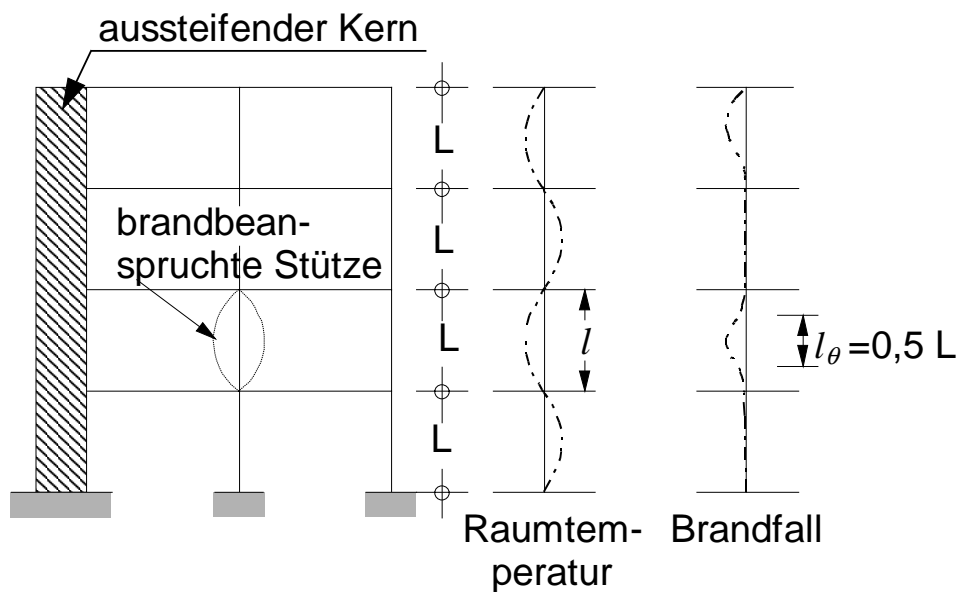 aussteifender Kern
brandbean-
spruchte Stütze
L
L
L
L
l
lθ =0,5 L
Raumtem-
peratur
Brandfall